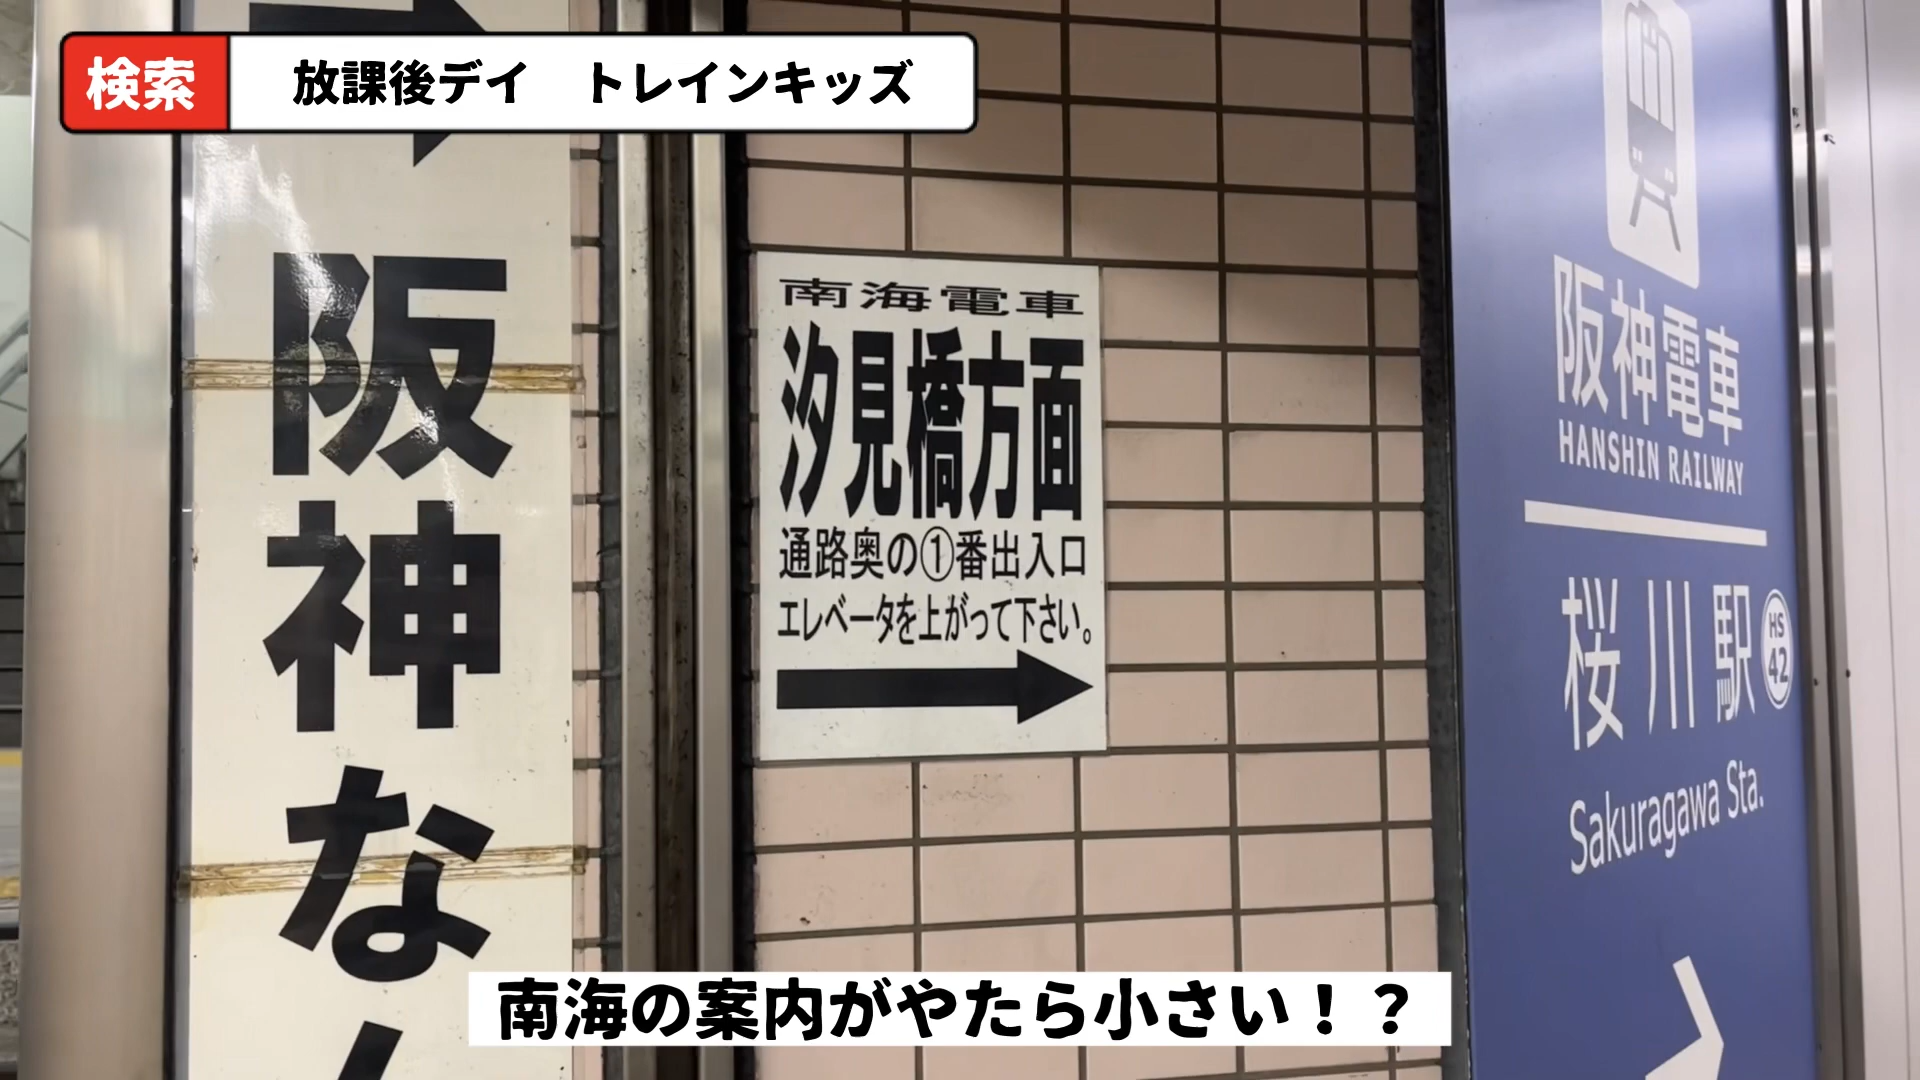 検索
放課後デイ　トレインキッズ
阪神な
南海電車
汐見橋方面
通路奥の①番出入口
エレベータを上がって下さい。
阪神電車
HANSHIN RAILWAY
桜川駅
HS
42
Sakuragawa Sta.
南海の案内がやたら小さい！？